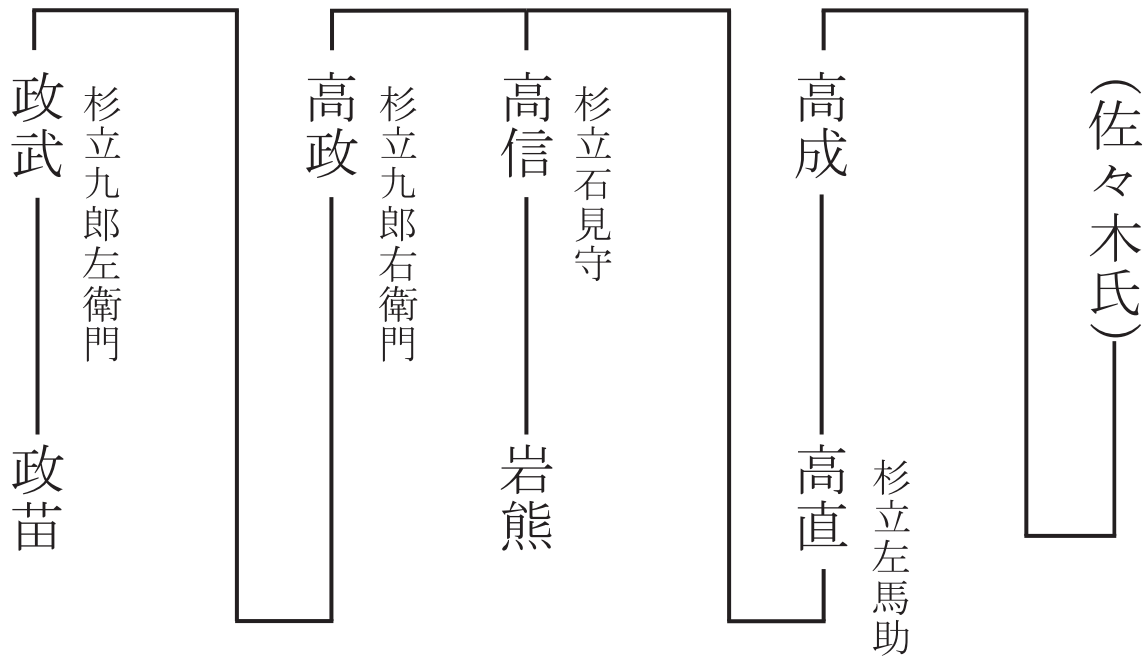 (佐々木氏)
高成
杉立左馬助
高直
杉立石見守
高信
岩熊
杉立九郎右衛門
高政
杉立九郎左衛門
政武
政苗